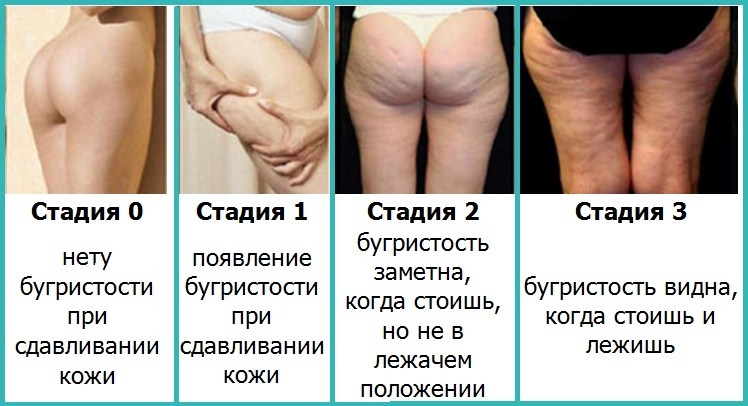 Стадия 0
нету
бугристости
при
сдавливании
кожи
Стадия 1
появление
бугристости
при
сдавливании
кожи
Стадия 2
бугристость
заметна,
когда стоишь,
но не в
лежачем
положении
Стадия 3
бугристость видна,
когда стоишь и
лежишь